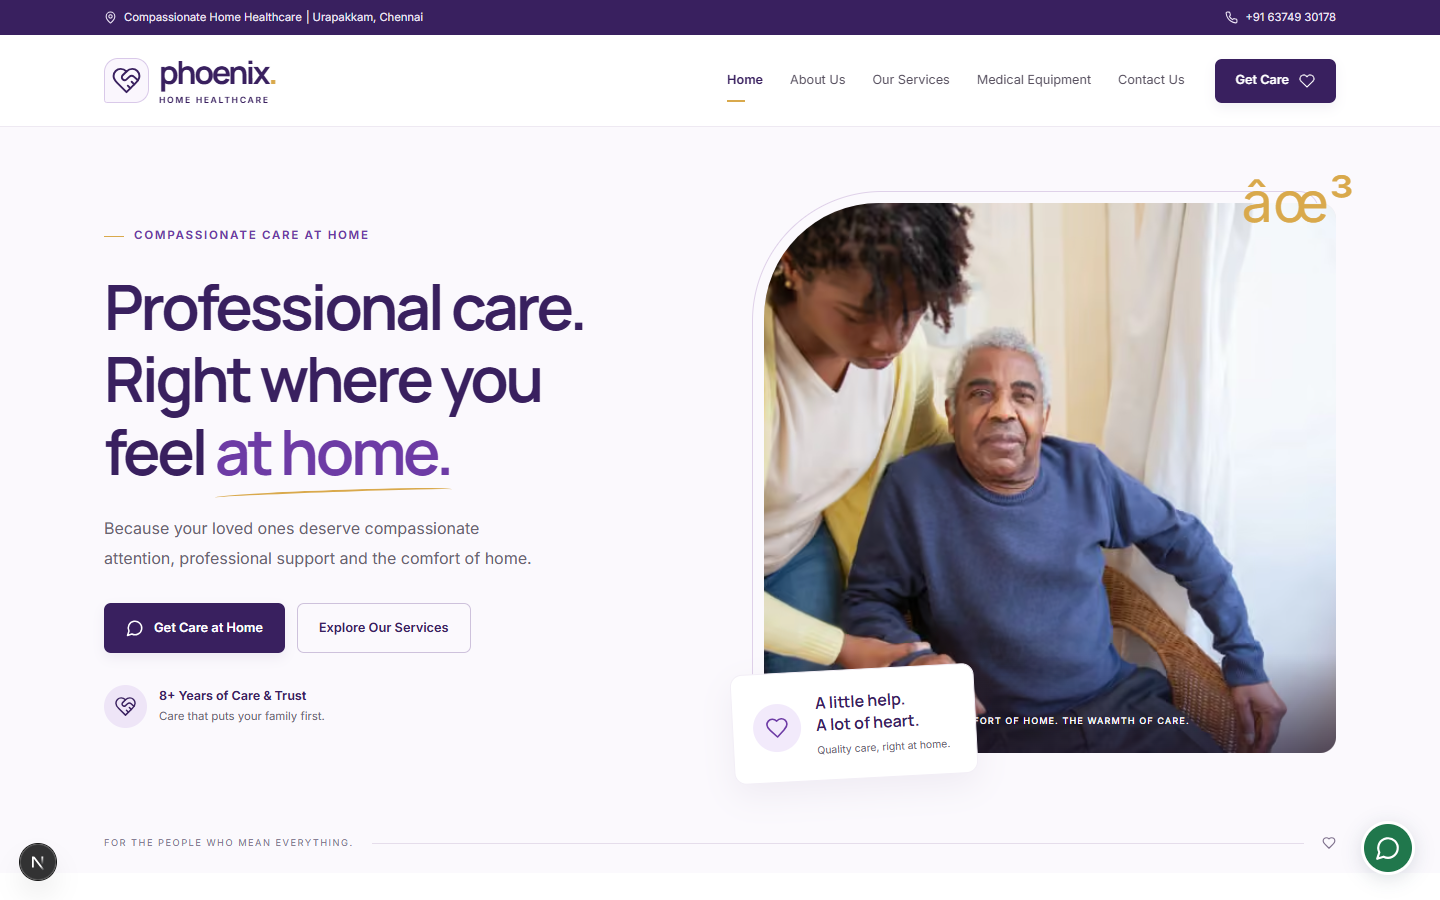 Compassionate Home Healthcare | Urapakkam, Chennai
+91 63749 30178
phoenix.
HOME HEALTHCARE
Home
About Us
Our Services
Medical Equipment
Contact Us
Get Care
âœ³
COMPASSIONATE CARE AT HOME
Professional care.
Right where you
feel at home.
Because your loved ones deserve compassionate
attention, professional support and the comfort of home.
Get Care at Home
Explore Our Services
8+ Years of Care & Trust
Care that puts your family first.
A little help.
A lot of heart.
Quality care, right at home.
OF HOME. THE WARMTH OF CARE.
FOR THE PEOPLE WHO MEAN EVERYTHING.
N